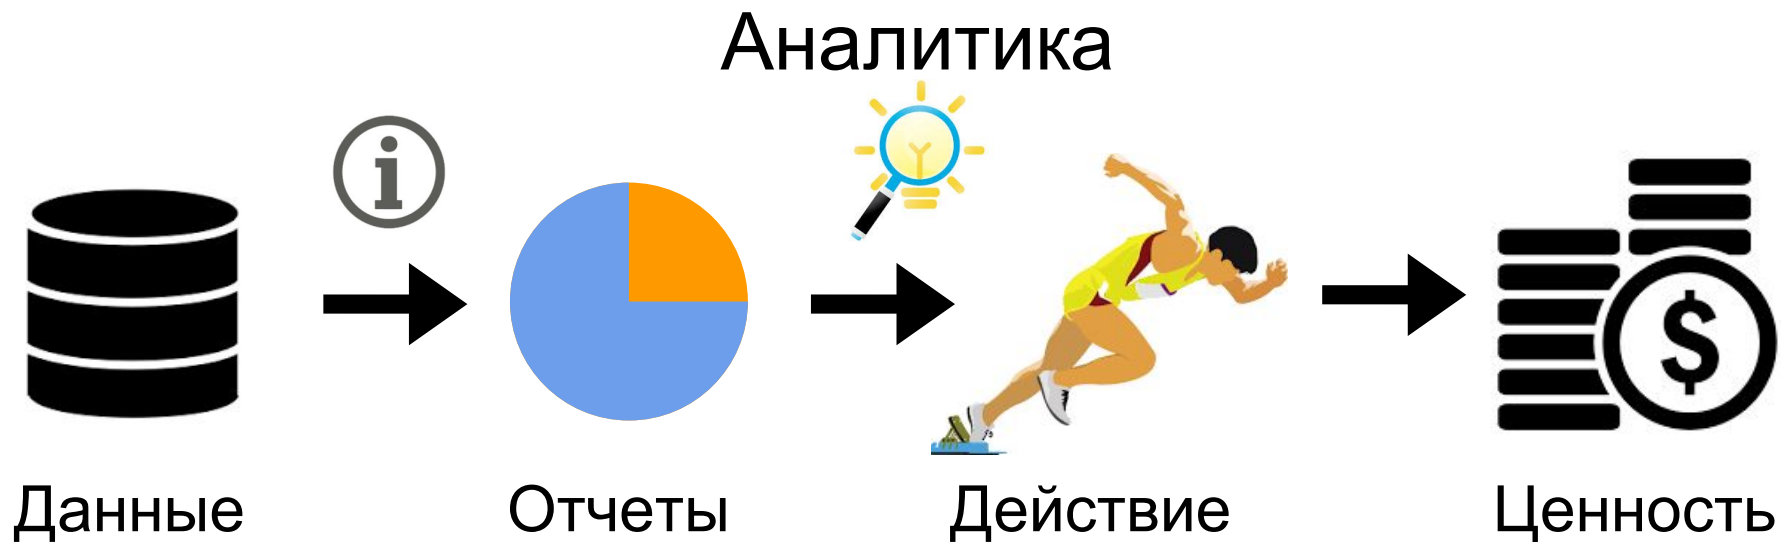 Аналитика
i
$
Данные
Отчеты
Действие
Ценность